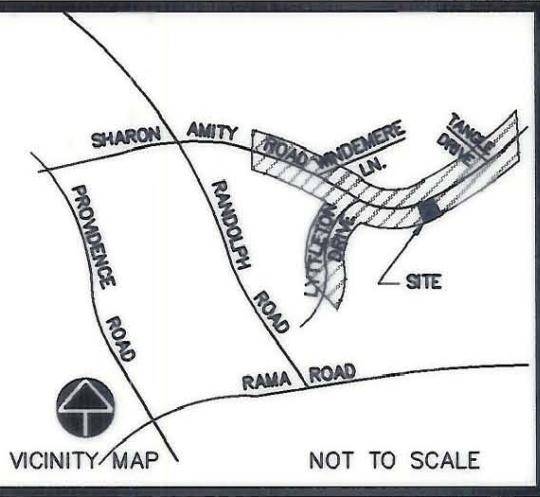 SHARON AMITY ROAD
WINDEMERE
LN.
TANGLE
DRIVE
PROVIDENCE ROAD
RANDOLPH ROAD
LYTTLETON
DRIVE
SITE
RAMA ROAD
VICINITY MAP
NOT TO SCALE